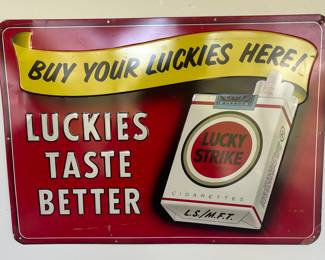 BUY YOUR LUCKIES HERE!
LUCKIES
TASTE
BETTER
LUCKY
STRIKE
CIGARETTES
L.S./M.F.T.